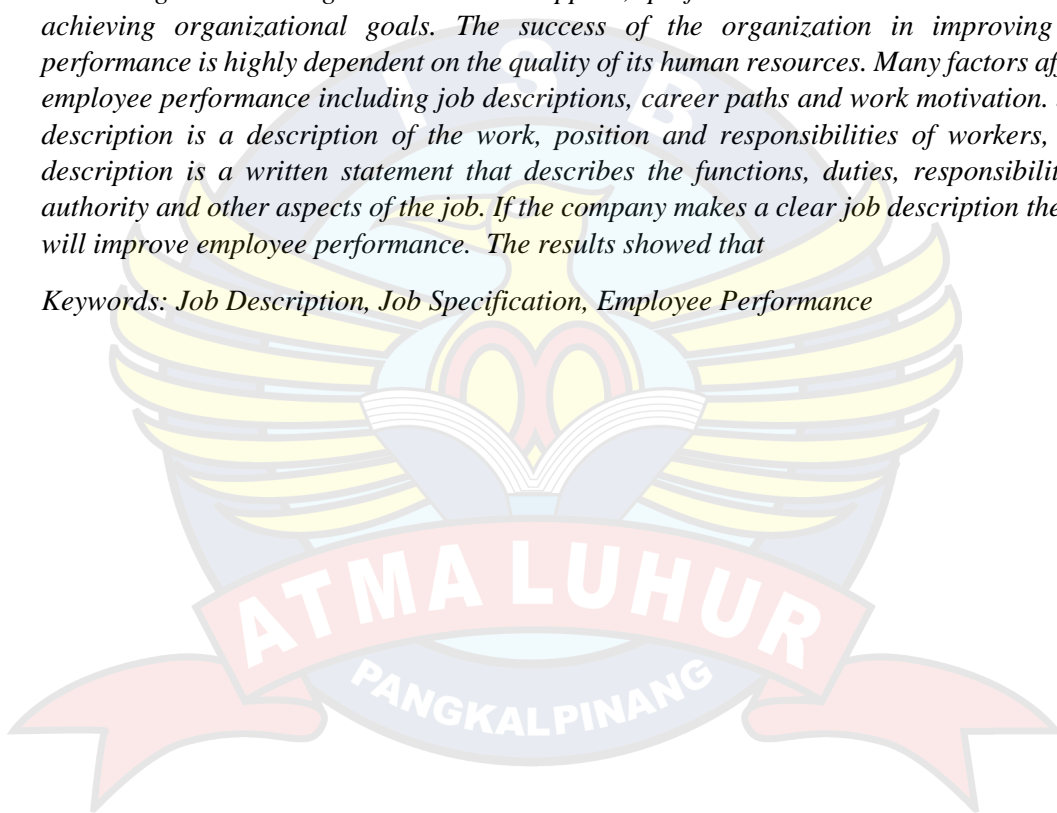 achieving organizational goals. The success of the organization in improving
performance is highly dependent on the quality of its human resources. Many factors
employee performance including job descriptions, career paths and work motivation.
description is a description of the work, position and responsibilities of workers,
description is a written statement that describes the functions, duties,
authority and other aspects of the job. If the company makes a clear job description
will improve employee performance. The results showed that
Keywords: Job Description, Job Specification, Employee Performance
ISB
ATMA LUHUR
PANGKALPINANG